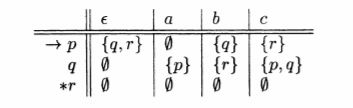 ϵ a b c
→ p {q,r} ∅ {q} {r}
q ∅ {p} {r} {p,q}
*r ∅ ∅ ∅ ∅